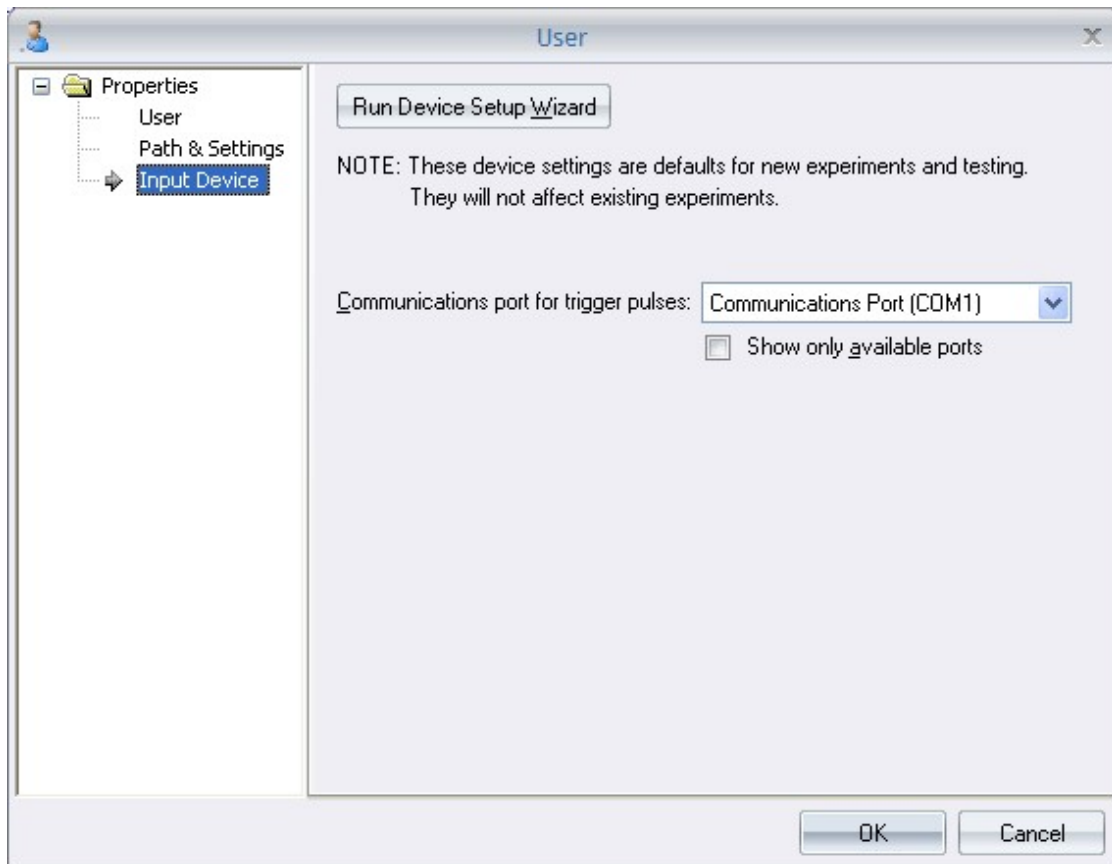 User
Properties
User
Path & Settings
Input Device
Run Device Setup Wizard
NOTE: These device settings are defaults for new experiments and testing.
They will not affect existing experiments.
Communications port for trigger pulses: Communications Port (COM1)
Show only available ports
OK Cancel